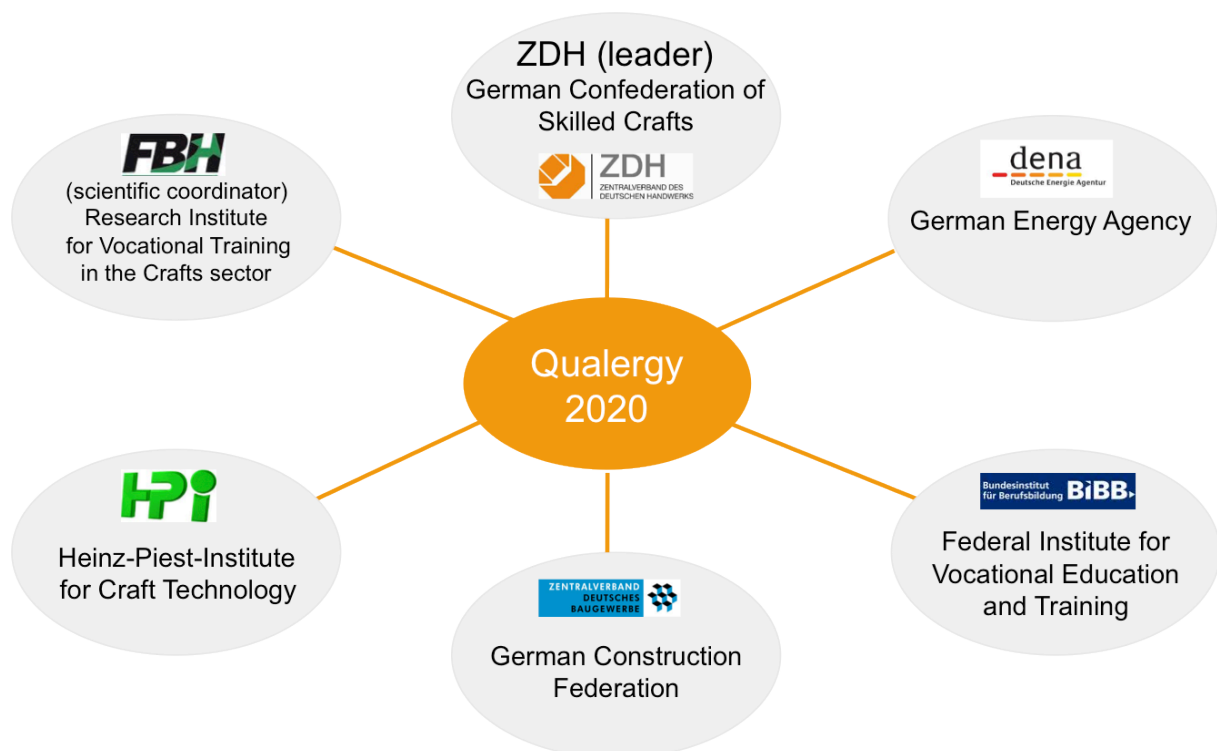 ZDH (leader)
German Confederation of
Skilled Crafts
ZDH
ZENTRALVERBAND DES
DEUTSCHEN HANDWERKS
FBH
(scientific coordinator)
Research Institute
for Vocational Training
in the Crafts sector
dena
Deutsche Energie Agentur
German Energy Agency
Qualergy
2020
HPi
Heinz-Piest-Institute
for Craft Technology
ZENTRALVERBAND
DEUTSCHES
BAUGEWERBE
German Construction
Federation
Bundesinstitut
für Berufsbildung
BiBB
Federal Institute for
Vocational Education
and Training